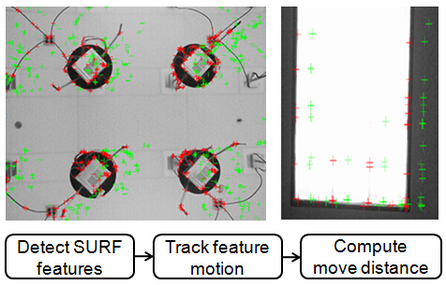 Detect SURF
features
Track feature
motion
Compute
move distance